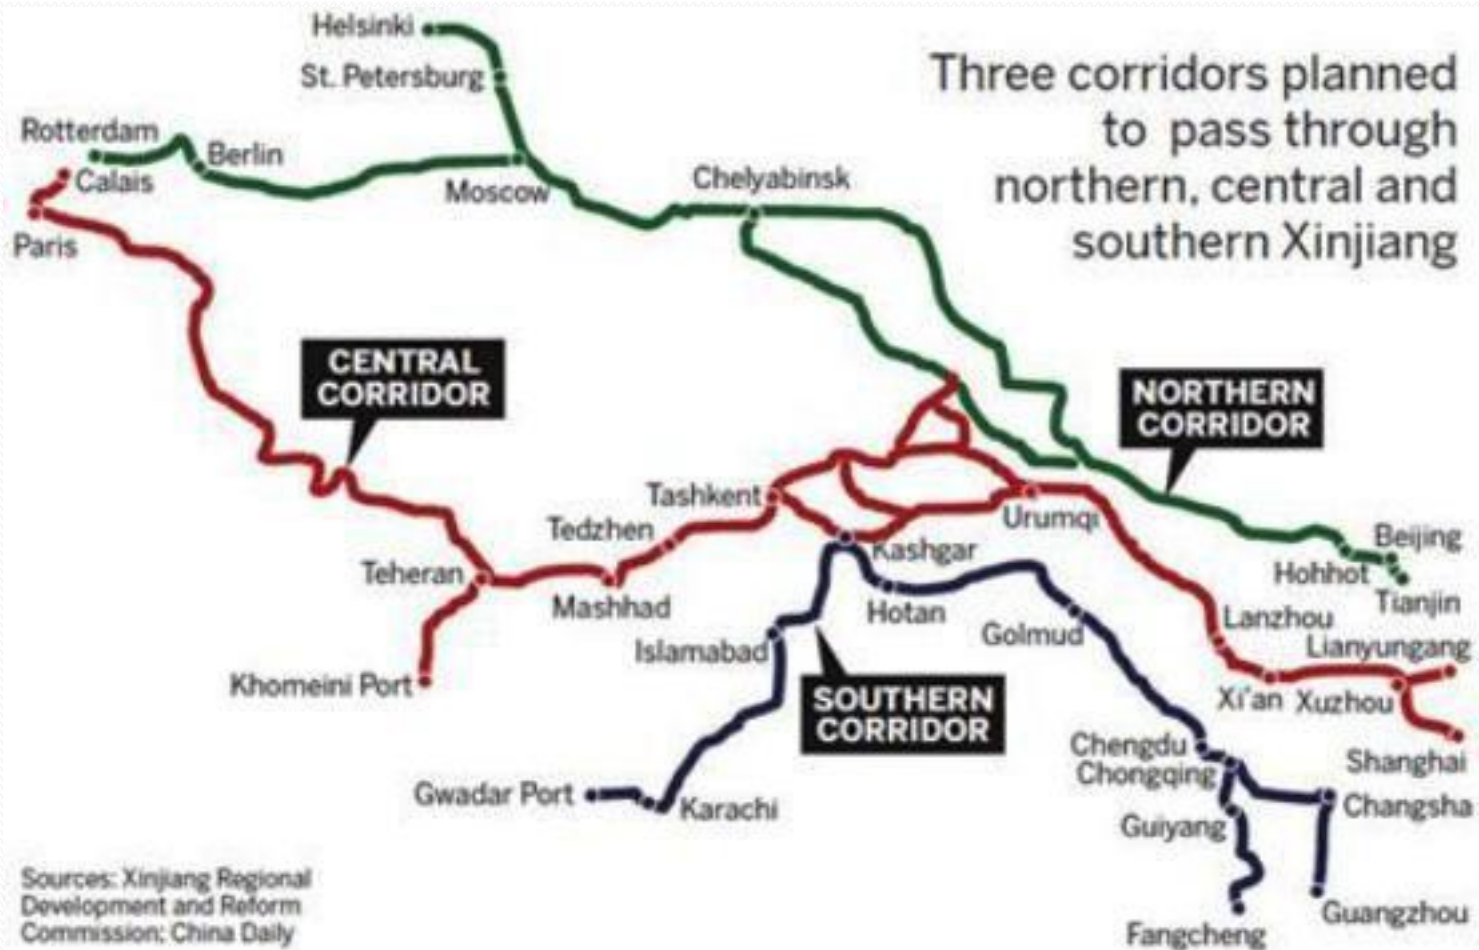 Three corridors planned
to pass through
northern, central and
southern Xinjiang
Helsinki
St. Petersburg
Rotterdam
Berlin
Calais
Moscow
Chelyabinsk
Paris
CENTRAL
CORRIDOR
NORTHERN
CORRIDOR
Tashkent
Urumqi
Tedzhen
Kashgar
Beijing
Teheran
Hohhot
Mashhad
Hotan
Tianjin
Golmud
Lanzhou
Islamabad
Lianyungang
Khomeini Port
SOUTHERN
CORRIDOR
Xi'an
Xuzhou
Chengdu
Shanghai
Chongqing
Gwadar Port
Karachi
Changsha
Guiyang
Guangzhou
Fangcheng
Sources: Xinjiang Regional
Development and Reform
Commission; China Daily